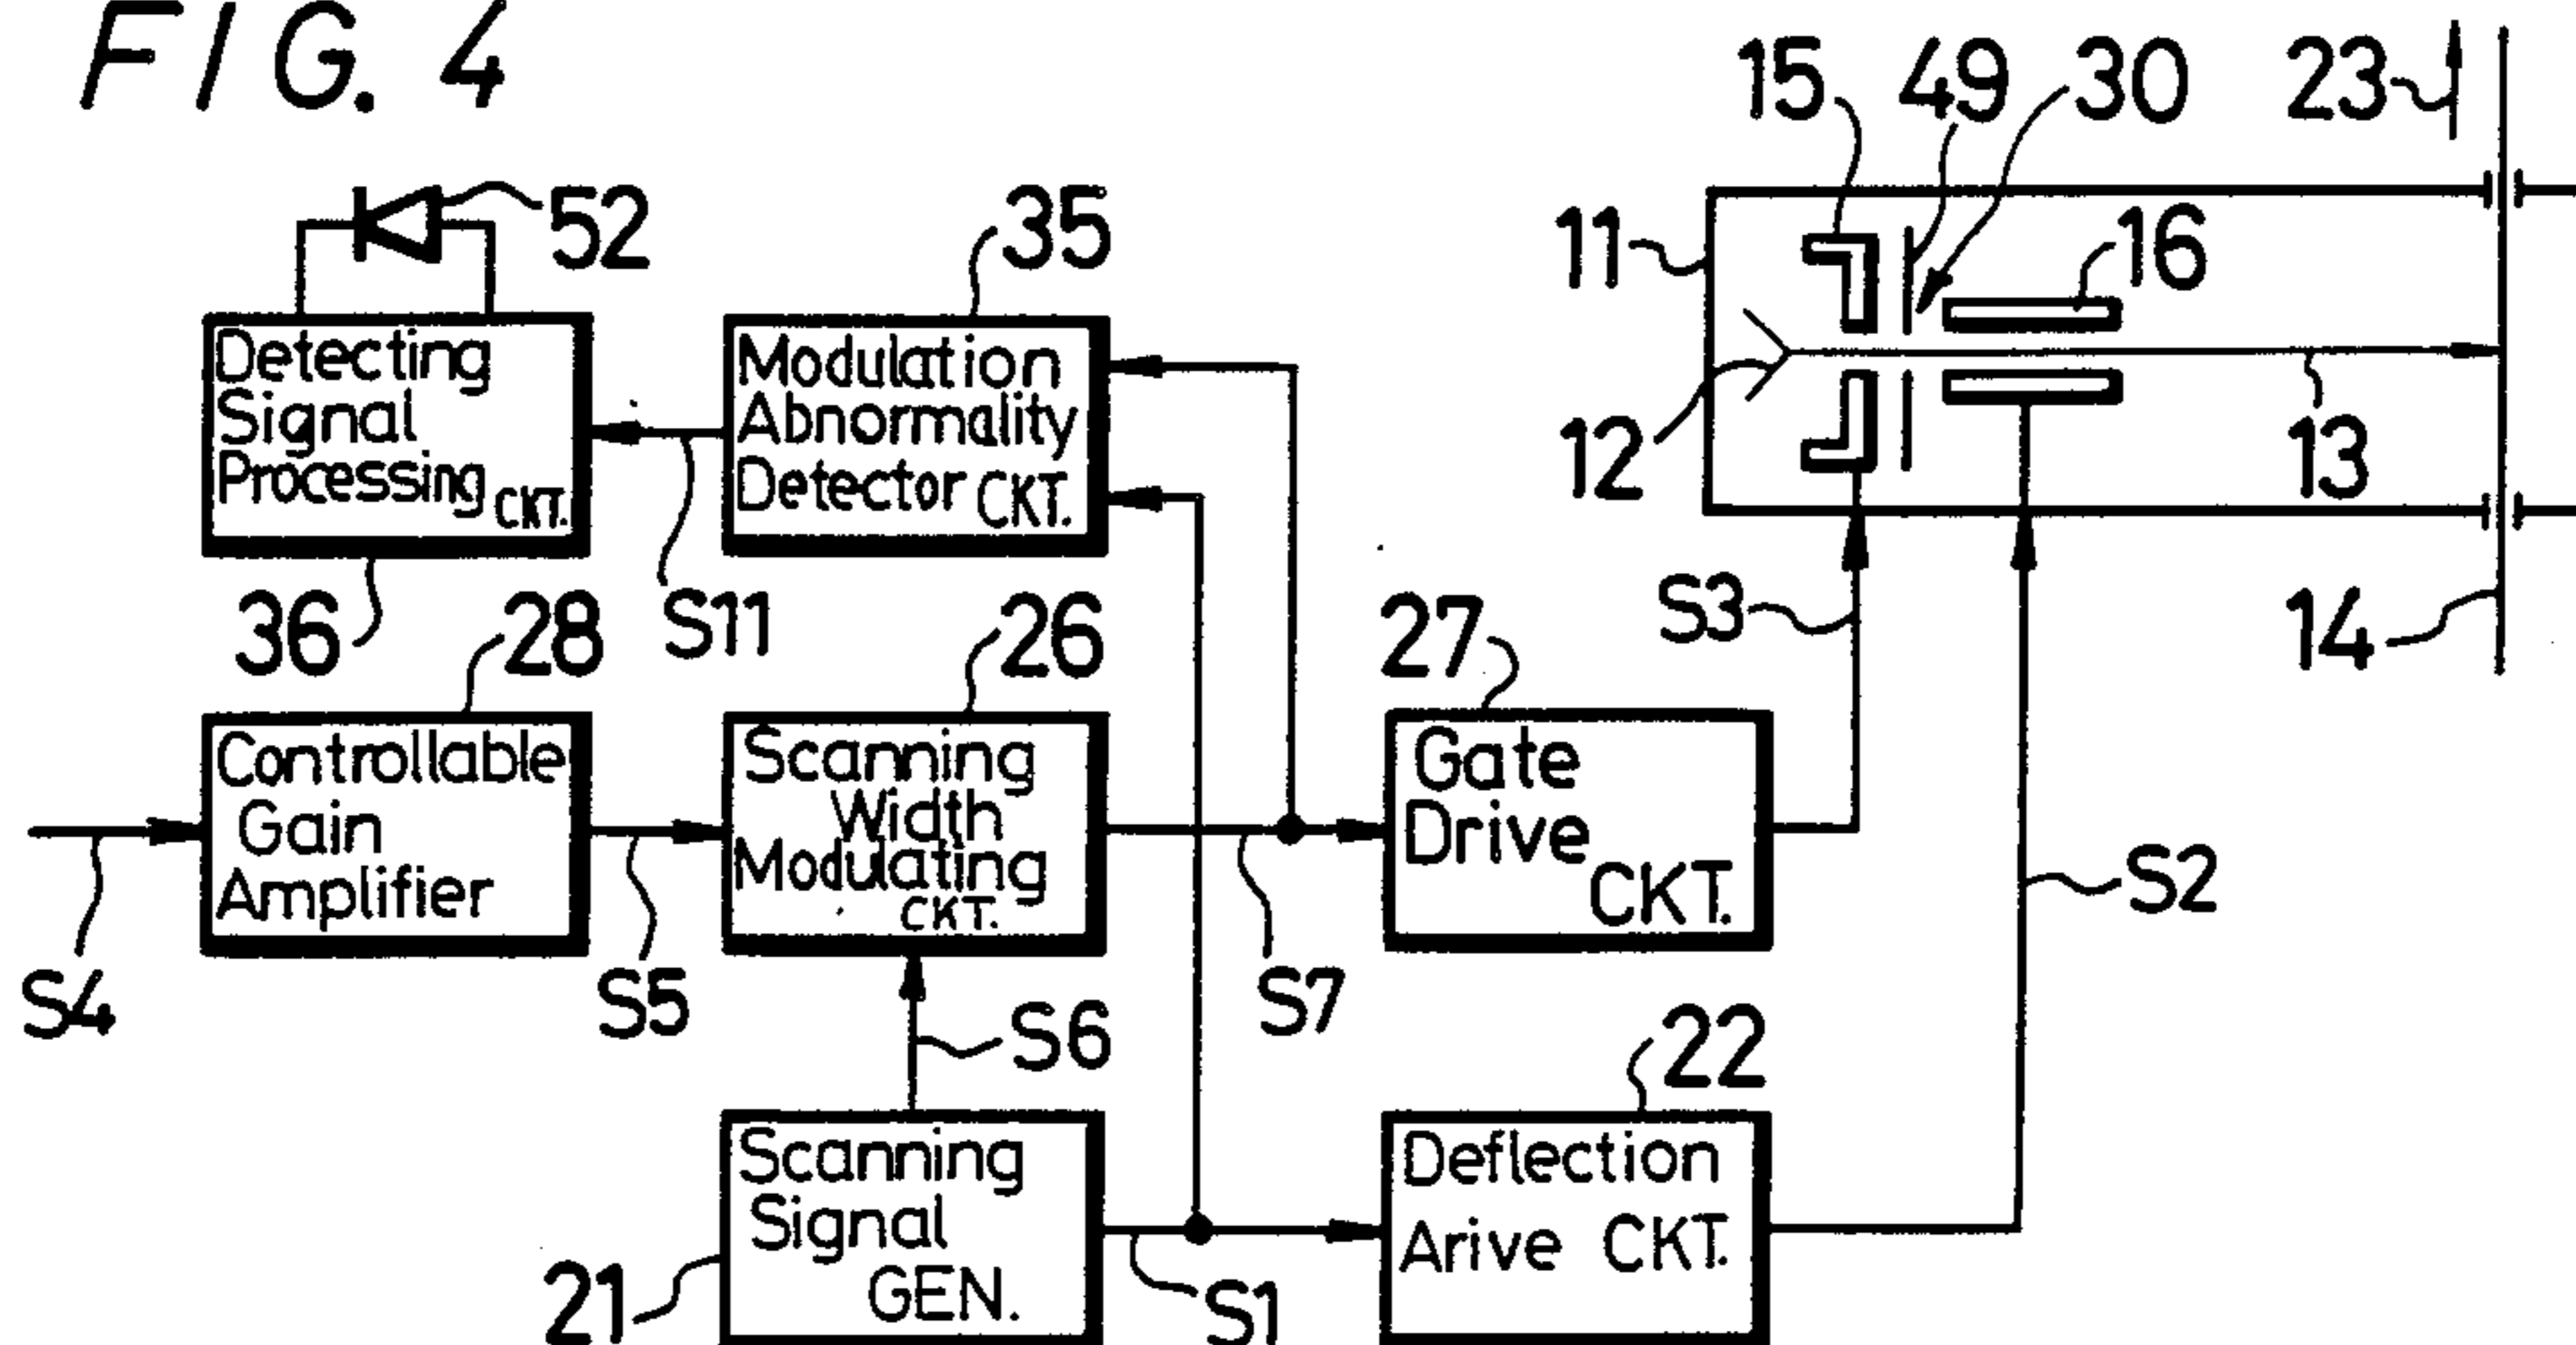 FIG. 4
15
49
30
23
52
35
11
16
Detecting
Signal
Processing CKT.
Modulation
Abnormality
Detector CKT.
12
13
36
28
S11
26
27
S3
14
Controllable
Gain
Amplifier
Scanning
Width
Modulating
CKT.
Gate
Drive
CKT.
S2
S4
S5
S6
S7
22
Scanning
Signal
GEN.
Deflection
Arive CKT.
21
S1